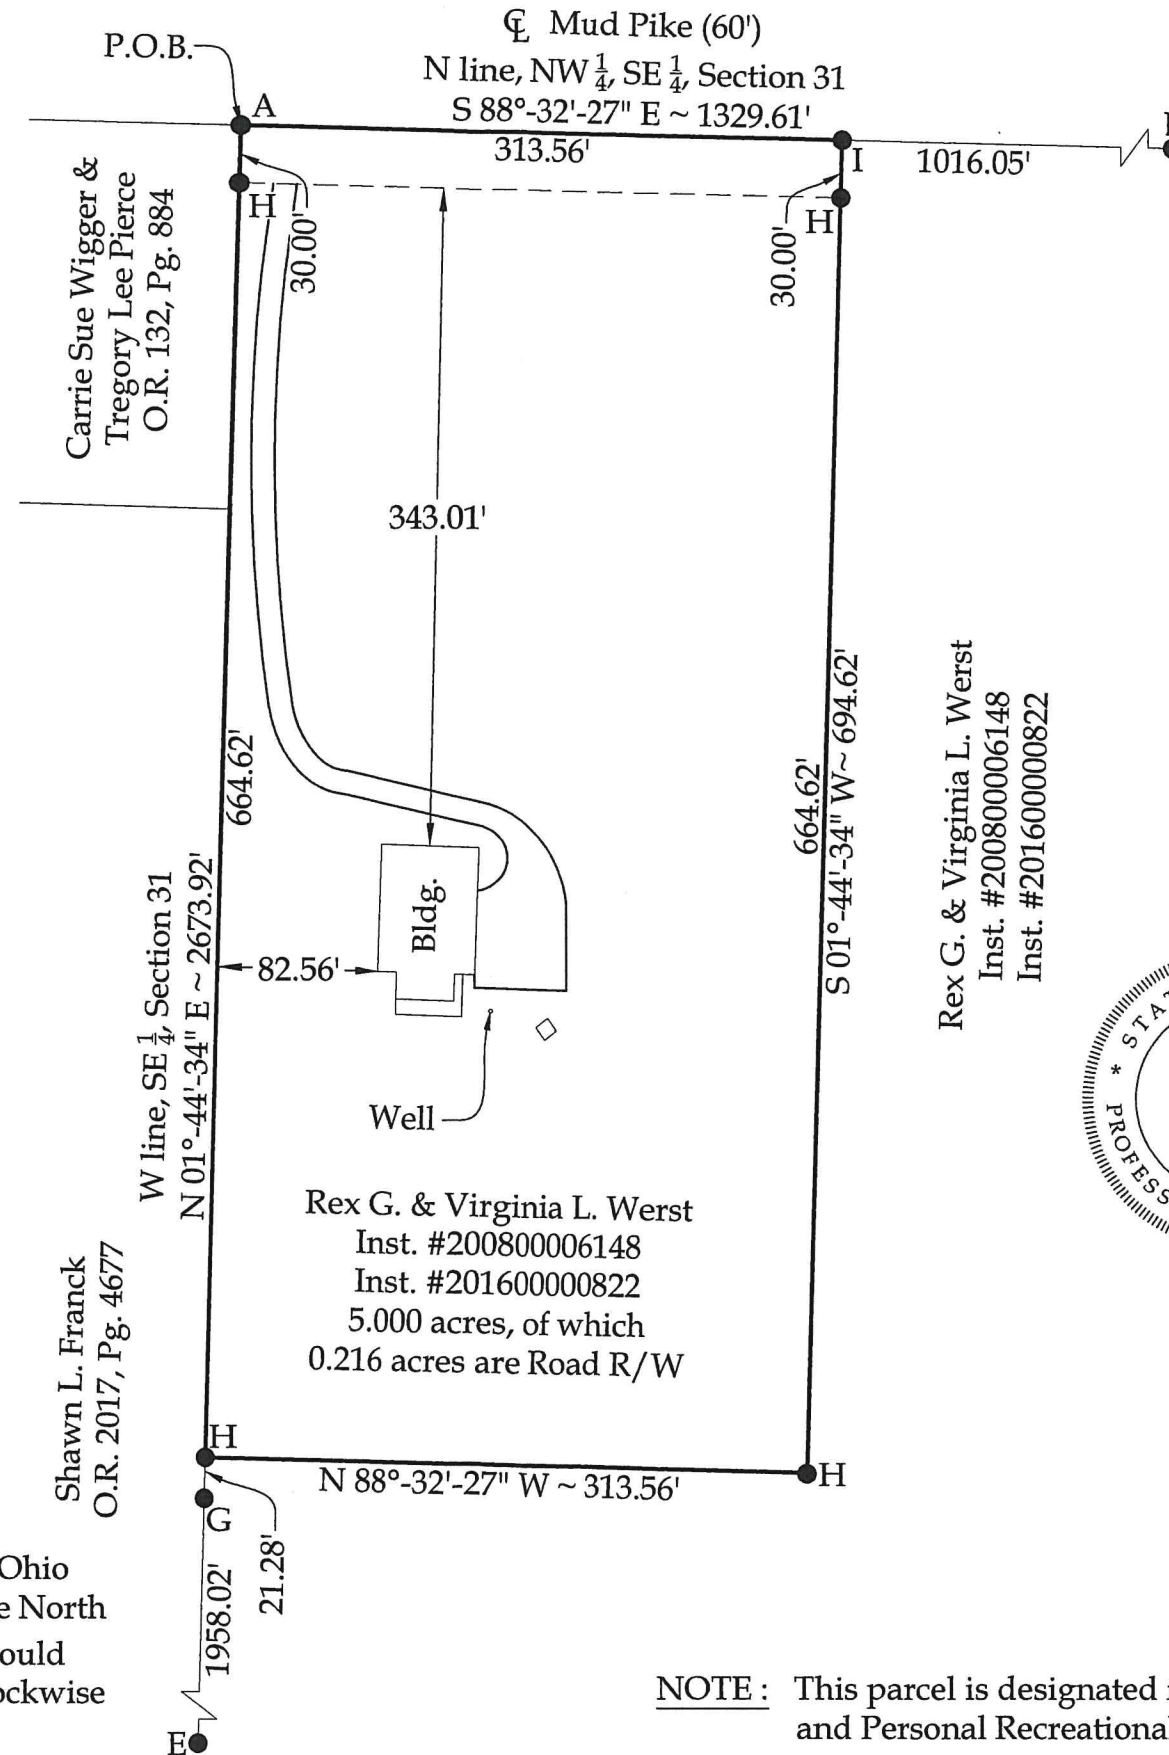 ℄ Mud Pike (60')
P.O.B.
N line, NW 1/4, SE 1/4, Section 31
S 88°-32'-27" E ~ 1329.61'
A
313.56'
I
1016.05'
H
H
30.00'
30.00'
Carrie Sue Wigger &
Tregory Lee Pierce
O.R. 132, Pg. 884
343.01'
664.62'
664.62'
S 01°-44'-34" W ~ 694.62'
Rex G. & Virginia L. Werst
Inst. #200800006148
Inst. #201600000822
W line, SE 1/4, Section 31
N 01°-44'-34" E ~ 2673.92'
Bldg.
82.56'
Well
* STA
PROFESS
Rex G. & Virginia L. Werst
Inst. #200800006148
Inst. #201600000822
5.000 acres, of which
0.216 acres are Road R/W
Shawn L. Franck
O.R. 2017, Pg. 4677
H
N 88°-32'-27" W ~ 313.56'
H
G
21.28'
1958.02'
Ohio
e North
ould
ockwise
E
NOTE : This parcel is designated
and Personal Recreational